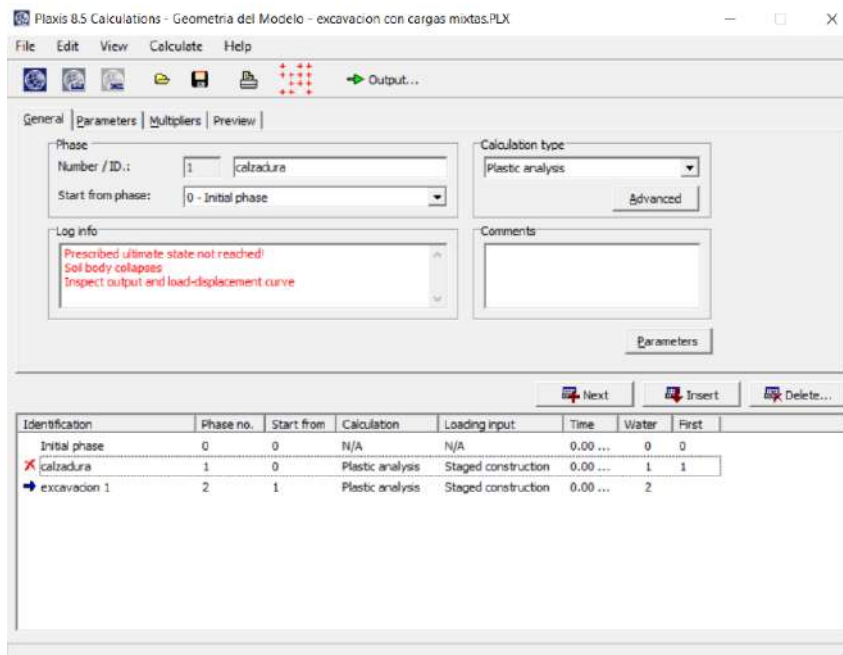 Plaxis 8.5 Calculations - Geometria del Modelo - excavacion con cargas mixtas.PLX
File Edit View Calculate Help
Output...
General Parameters Multipliers Preview
Phase
Number / ID.: 1 calzadura
Start from phase: 0 - Initial phase
Calculation type
Plastic analysis
Advanced
Log info
Prescribed ultimate state not reached!
Soil body collapses
Inspect output and load-displacement curve
Comments
Parameters
Next Insert Delete...
Identification Phase no. Start from Calculation Loading input Time Water First
Initial phase 0 0 N/A N/A 0.00 ... 0 0
calzadura 1 0 Plastic analysis Staged construction 0.00 ... 1 1
excavacion 1 2 1 Plastic analysis Staged construction 0.00 ... 2